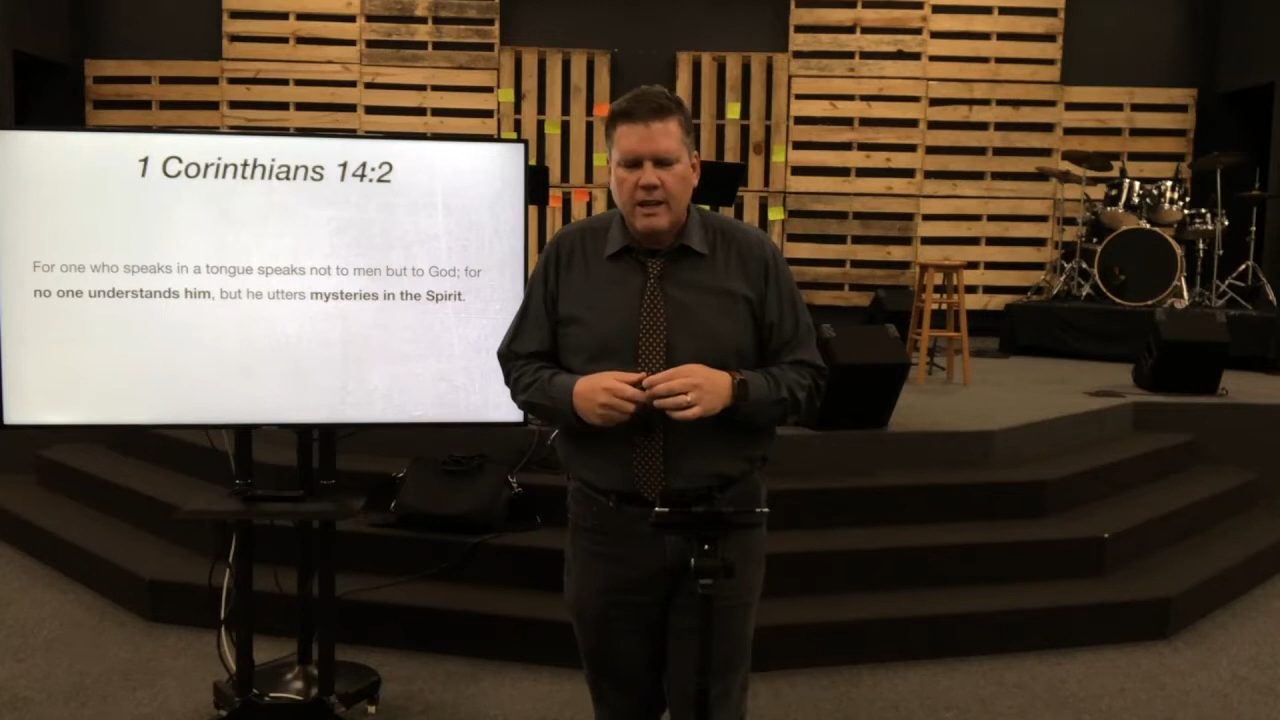 1 Corinthians 14:2
For one who speaks in a tongue speaks not to men but to God; for
no one understands him, but he utters mysteries in the Spirit.